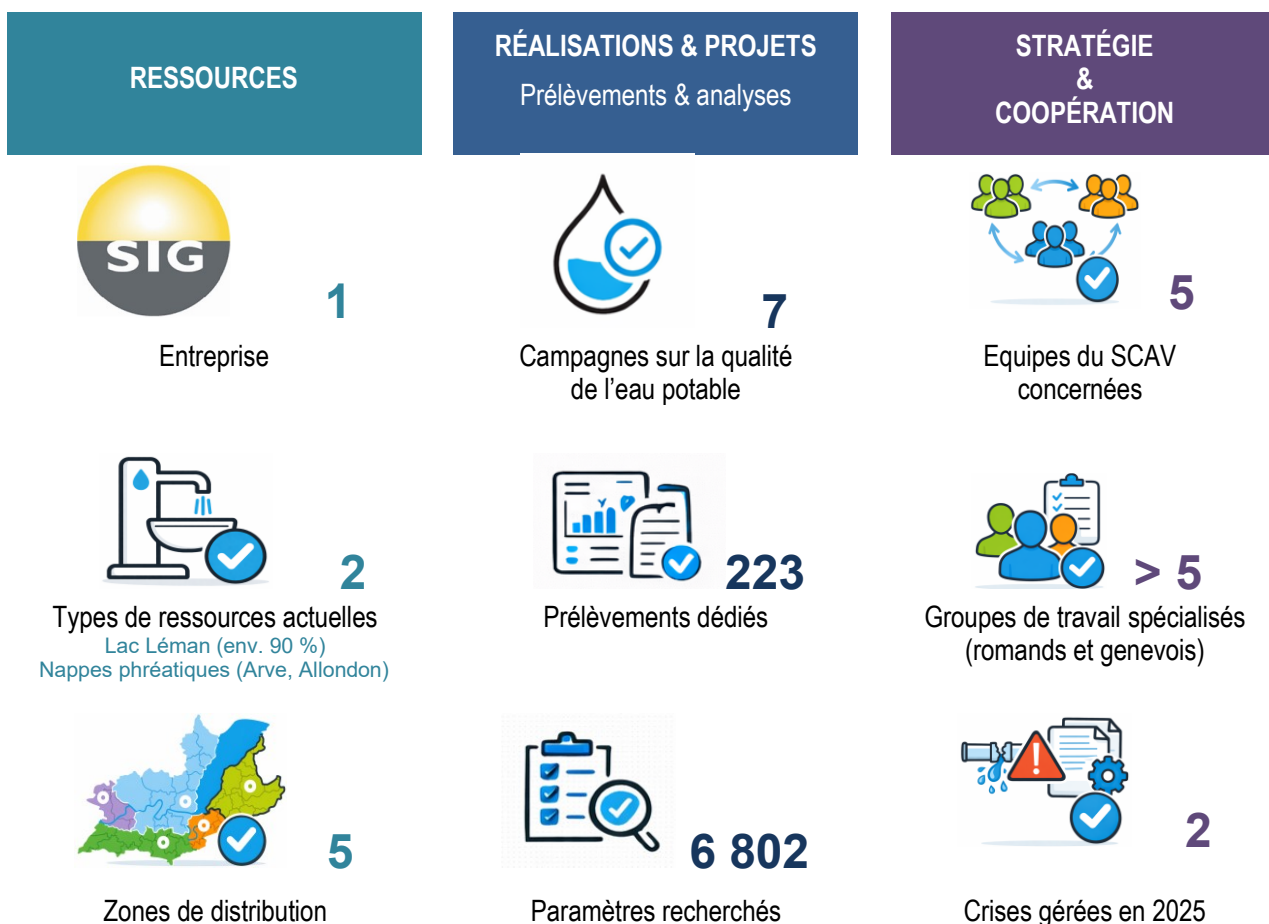 RESSOURCES
SIG
1
Entreprise
2
Types de ressources actuelles
Lac Léman (env. 90 %)
Nappes phréatiques (Arve, Allondon)
5
Zones de distribution
RÉALISATIONS & PROJETS
Prélèvements & analyses
7
Campagnes sur la qualité
de l'eau potable
223
Prélèvements dédiés
6 802
Paramètres recherchés
STRATÉGIE
&
COOPÉRATION
5
Equipes du SCAV
concernées
> 5
Groupes de travail spécialisés
(romands et genevois)
2
Crises gérées en 2025